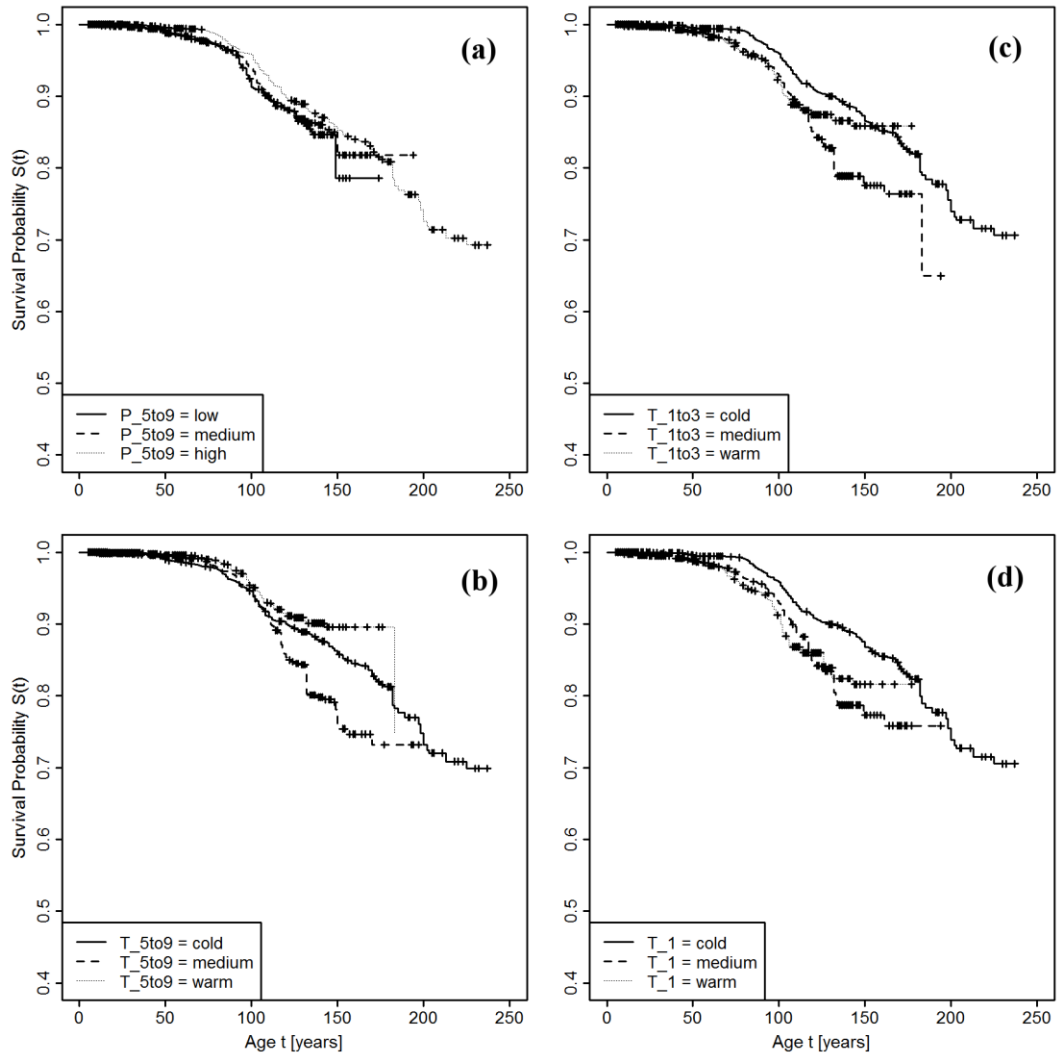 (a)
Survival Probability S(t)
1.0
0.9
0.8
0.7
0.6
0.5
0.4
P_5to9 = low
P_5to9 = medium
P_5to9 = high
0 50 100 150 200 250
(c)
1.0
0.9
0.8
0.7
0.6
0.5
0.4
T_1to3 = cold
T_1to3 = medium
T_1to3 = warm
0 50 100 150 200 250
(b)
Survival Probability S(t)
1.0
0.9
0.8
0.7
0.6
0.5
0.4
T_5to9 = cold
T_5to9 = medium
T_5to9 = warm
0 50 100 150 200 250
Age t [years]
(d)
1.0
0.9
0.8
0.7
0.6
0.5
0.4
T_1 = cold
T_1 = medium
T_1 = warm
0 50 100 150 200 250
Age t [years]